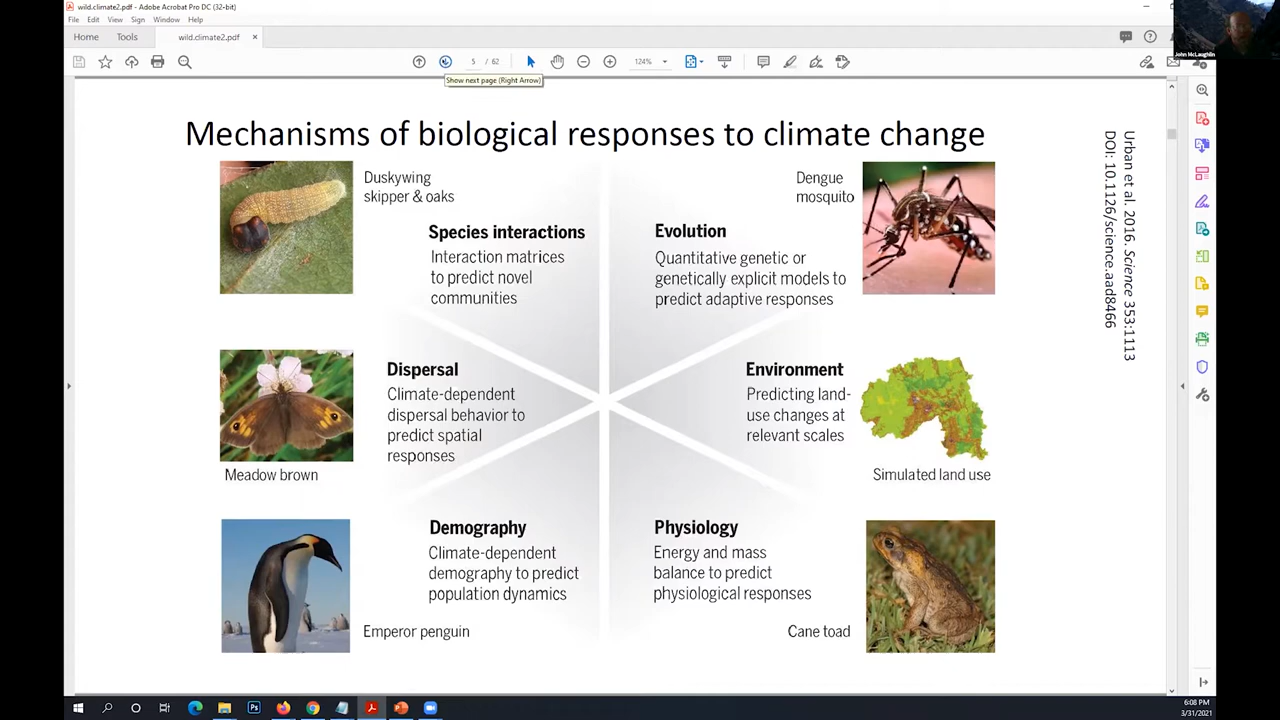 wild.climate2.pdf - Adobe Acrobat Pro DC (32-bit)
File Edit View Sign Window Help
Home Tools wild.climate2.pdf
5 / 62
124%
Show next page (Right Arrow)
John McLaughlin
Mechanisms of biological responses to climate change
Duskywing
skipper & oaks
Species interactions
Interaction matrices
to predict novel
communities
Dengue
mosquito
Evolution
Quantitative genetic or
genetically explicit models to
predict adaptive responses
Urban et al. 2016. Science 353:1113
DOI: 10.1126/science.aad8466
Dispersal
Climate-dependent
dispersal behavior to
predict spatial
responses
Meadow brown
Environment
Predicting land-
use changes at
relevant scales
Simulated land use
Demography
Climate-dependent
demography to predict
population dynamics
Emperor penguin
Physiology
Energy and mass
balance to predict
physiological responses
Cane toad
6:08 PM
3/31/2021